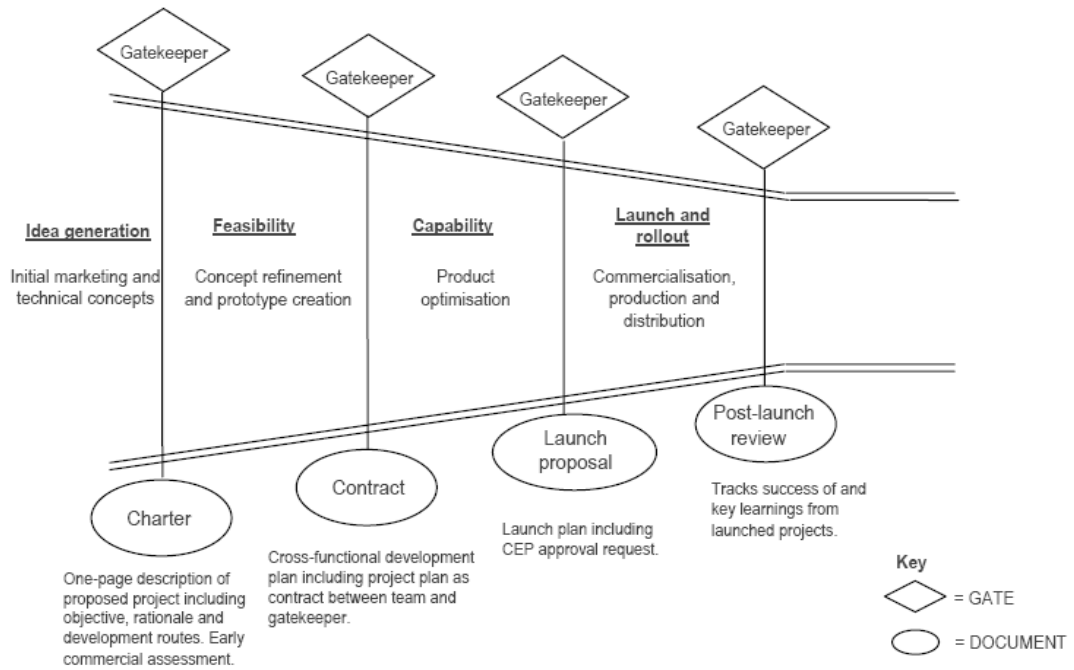 Gatekeeper
Gatekeeper
Gatekeeper
Gatekeeper
Idea generation
Initial marketing and
technical concepts
Feasibility
Concept refinement
and prototype creation
Capability
Product
optimisation
Launch and
rollout
Commercialisation,
production and
distribution
Charter
One-page description of
proposed project including
objective, rationale and
development routes. Early
commercial assessment.
Contract
Cross-functional development
plan including project plan as
contract between team and
gatekeeper.
Launch
proposal
Launch plan including
CEP approval request.
Post-launch
review
Tracks success of and
key learnings from
launched projects.
Key
= GATE
= DOCUMENT